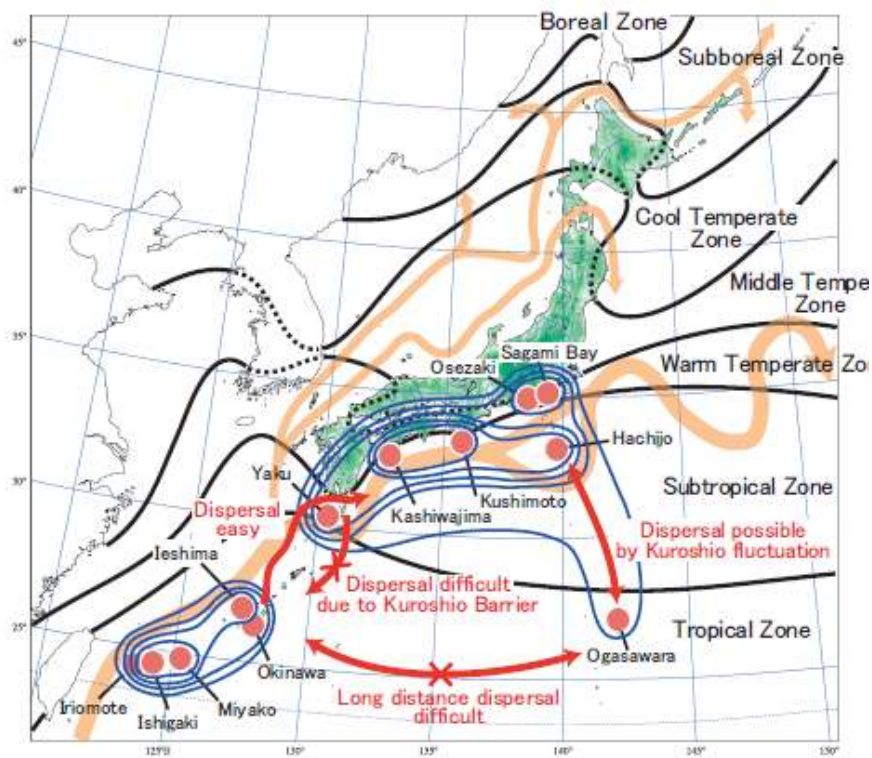 45°
Boreal Zone
Subboreal Zone
40°
Cool Temperate
Zone
Middle Tempe
Zone
35°
Sagami Bay
Osezaki
Warm Temperate Zo
Hachijo
30°
Yaku
Kushimoto
Subtropical Zone
Kashiwajima
Dispersal
easy
Dispersal possible
by Kuroshio fluctuation
Ieshima
Dispersal difficult
due to Kuroshio Barrier
25°
Tropical Zone
Ogasawara
Okinawa
Iriomote
Miyako
Ishigaki
Long distance dispersal
difficult
125°E
130°
135°
140°
145°
150°